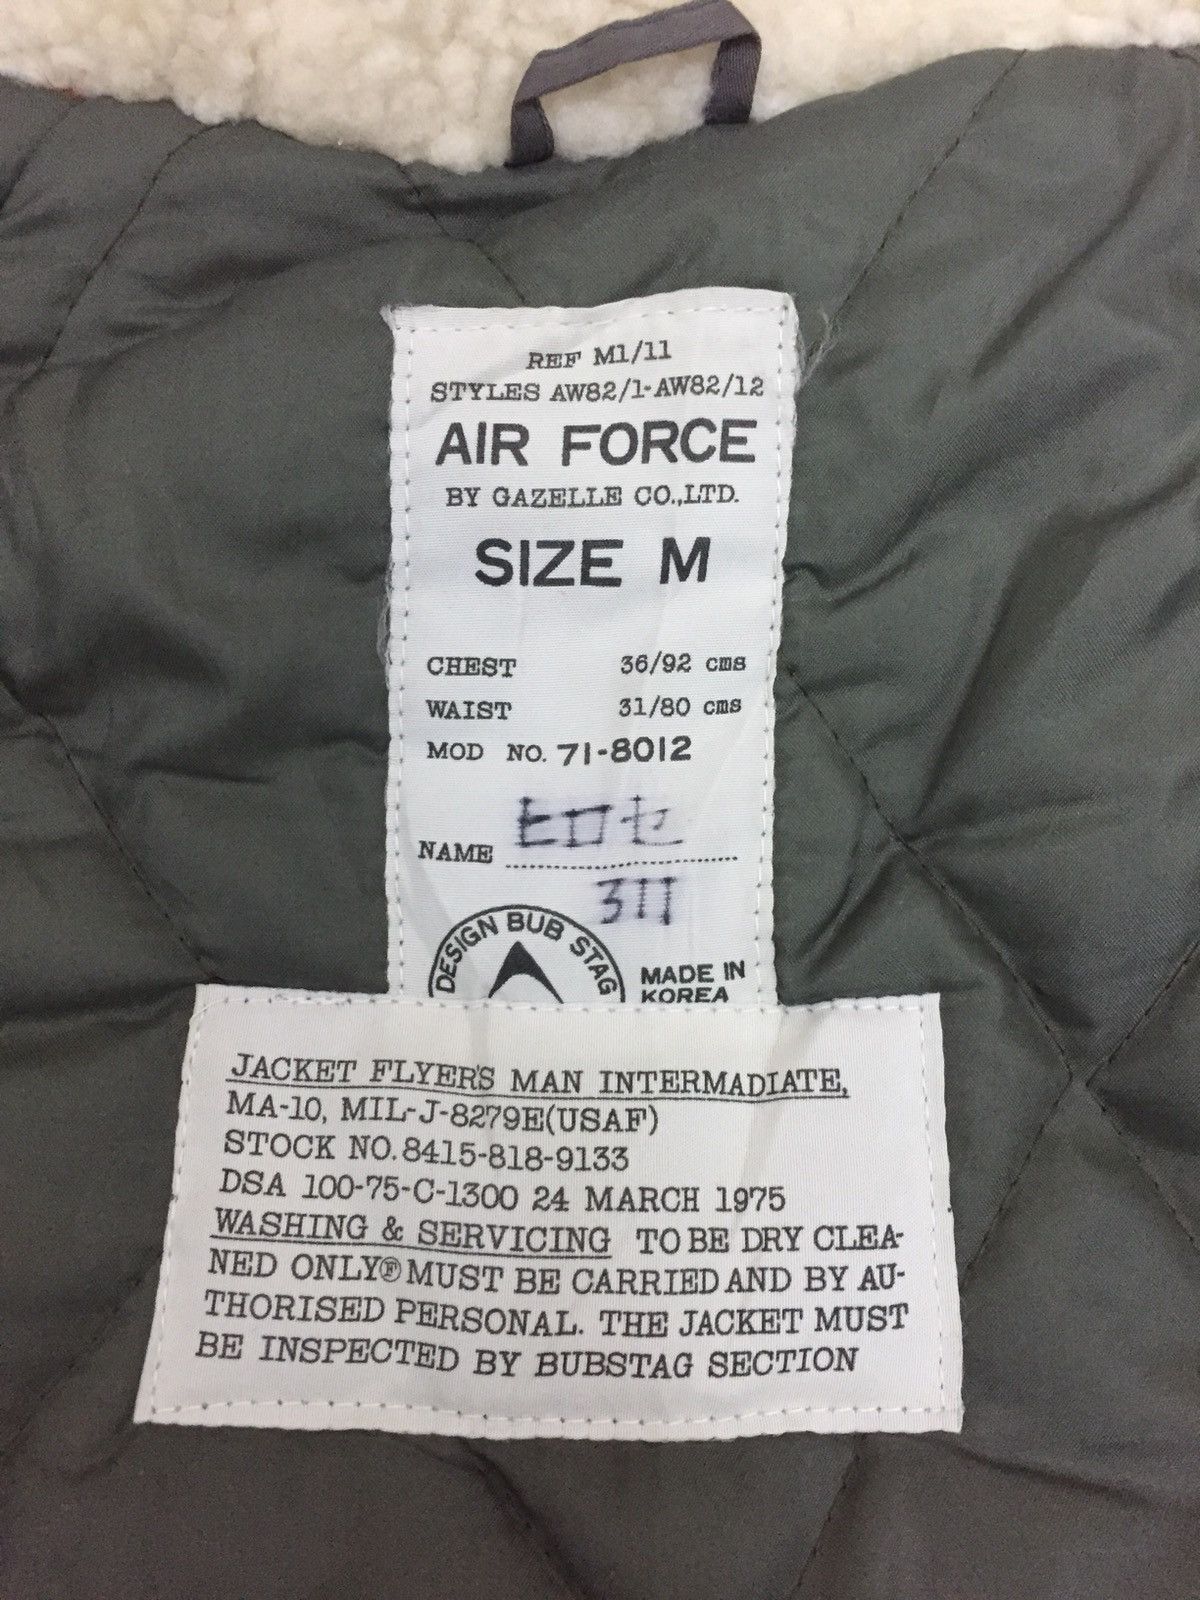 REF M1/11
STYLES AW82/1-AW82/12
AIR FORCE
BY GAZELLE CO.,LTD.
SIZE M
CHEST 36/92 cms
WAIST 31/80 cms
MOD NO. 71-8012
NAME ヒロセ
311
DESIGN BUB STAG
MADE IN
KOREA
JACKET FLYER'S MAN INTERMADIATE,
MA-10, MIL-J-8279E(USAF)
STOCK NO.8415-818-9133
DSA 100-75-C-1300 24 MARCH 1975
WASHING & SERVICING TO BE DRY CLEA-
NED ONLY®MUST BE CARRIED AND BY AU-
THORISED PERSONAL. THE JACKET MUST
BE INSPECTED BY BUBSTAG SECTION